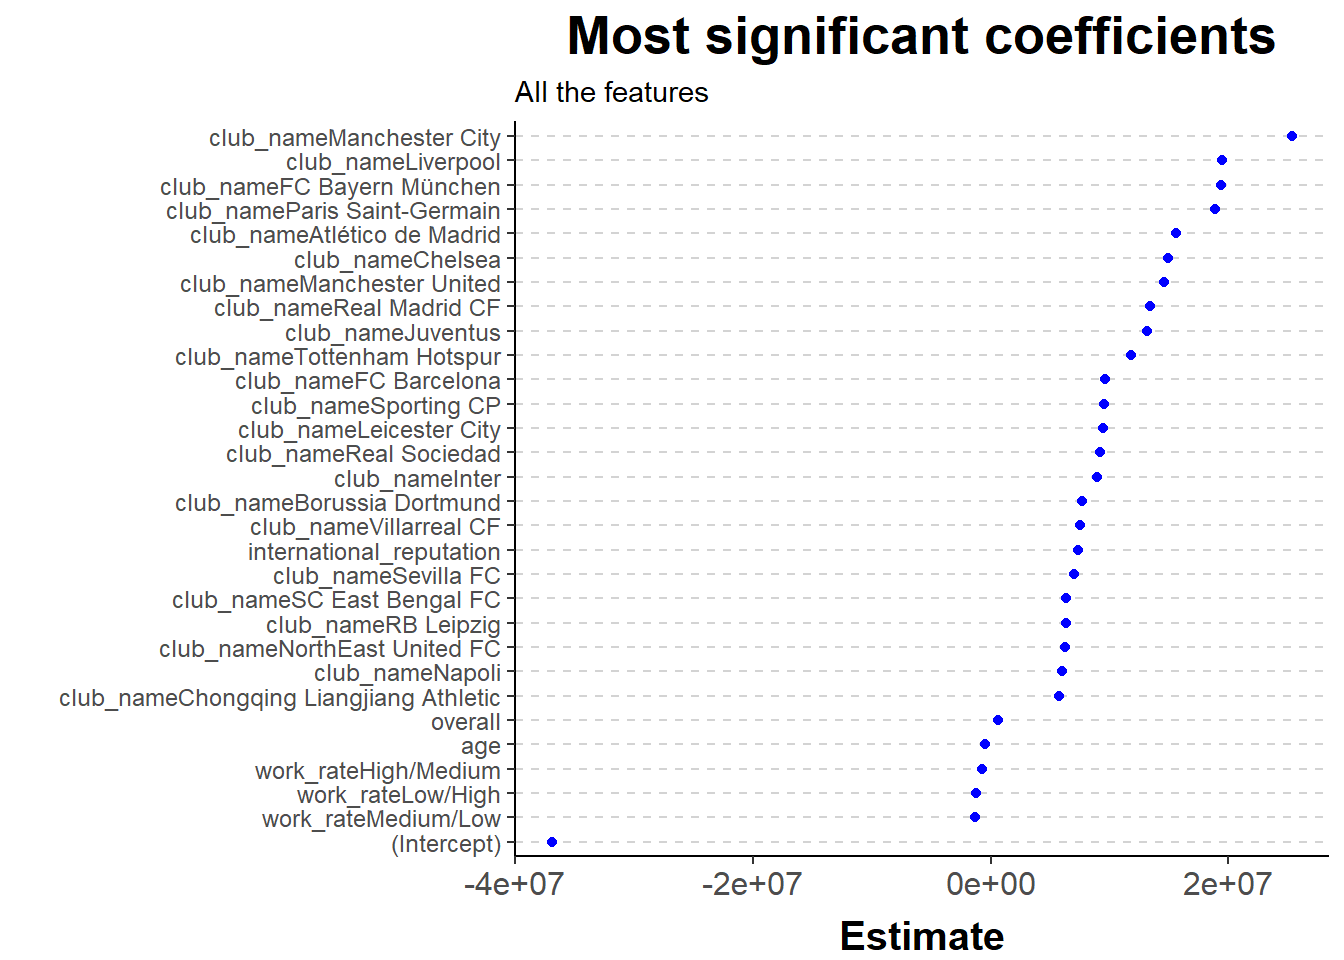 Most significant coefficients
All the features
club_nameManchester City
club_nameLiverpool
club_nameFC Bayern München
club_nameParis Saint-Germain
club_nameAtlético de Madrid
club_nameChelsea
club_nameManchester United
club_nameReal Madrid CF
club_nameJuventus
club_nameTottenham Hotspur
club_nameFC Barcelona
club_nameSporting CP
club_nameLeicester City
club_nameReal Sociedad
club_nameInter
club_nameBorussia Dortmund
club_nameVillarreal CF
international_reputation
club_nameSevilla FC
club_nameSC East Bengal FC
club_nameRB Leipzig
club_nameNorthEast United FC
club_nameNapoli
club_nameChongqing Liangjiang Athletic
overall
age
work_rateHigh/Medium
work_rateLow/High
work_rateMedium/Low
(Intercept)
-4e+07 -2e+07 0e+00 2e+07
Estimate